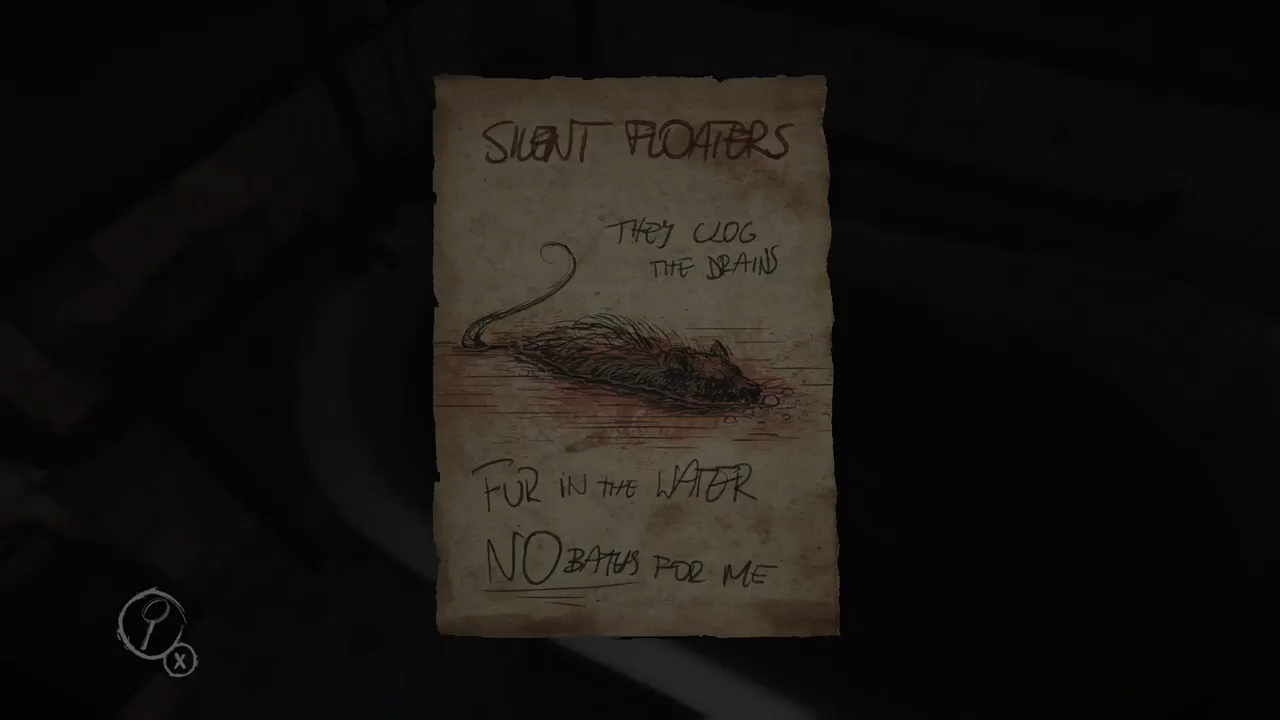 SILENT FLOATERS
THEY CLOG
THE DRAINS
FUR IN THE WATER
NO BATHS FOR ME
X